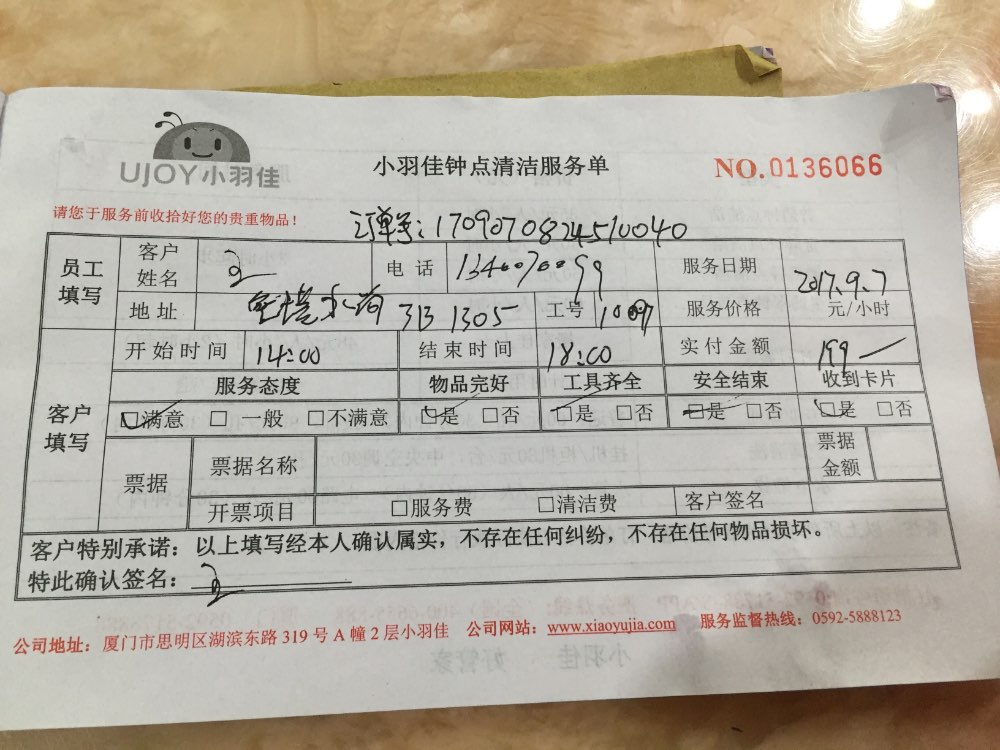 UJOY小羽佳
小羽佳钟点清洁服务单
NO.0136066
请您于服务前收拾好您的贵重物品！
订单号：1709070824510040
员工填写 客户姓名 电话 服务日期 2017.9.7
地址 313 1305 工号 服务价格 元/小时
开始时间 14:00 结束时间 18:00 实付金额 199
客户填写 服务态度 物品完好 工具齐全 安全结束 收到卡片
□满意 □一般 □不满意 □是 □否 □是 □否 □是 □否 □是 □否
票据 票据名称 票据金额
开票项目 □服务费 □清洁费 客户签名
客户特别承诺：以上填写经本人确认属实，不存在任何纠纷，不存在任何物品损坏。
特此确认签名：
公司地址：厦门市思明区湖滨东路 319 号 A 幢 2 层小羽佳 公司网站：www.xiaoyujia.com 服务监督热线：0592-5888123